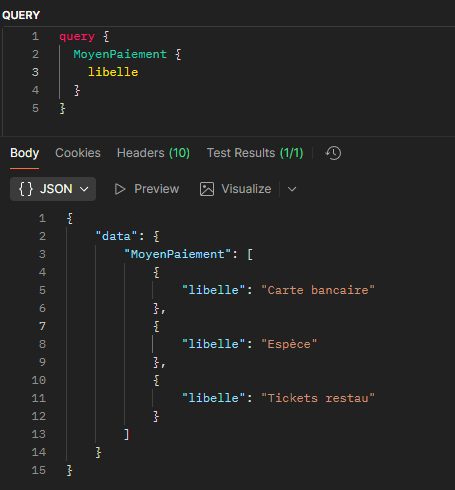 QUERY
1 query {
2 MoyenPaiement {
3 libelle
4 }
5 }
Body Cookies Headers (10) Test Results (1/1)
{} JSON Preview Visualize
1 {
2 "data": {
3 "MoyenPaiement": [
4 {
5 "libelle": "Carte bancaire"
6 },
7 {
8 "libelle": "Espèce"
9 },
10 {
11 "libelle": "Tickets restau"
12 }
13 ]
14 }
15 }